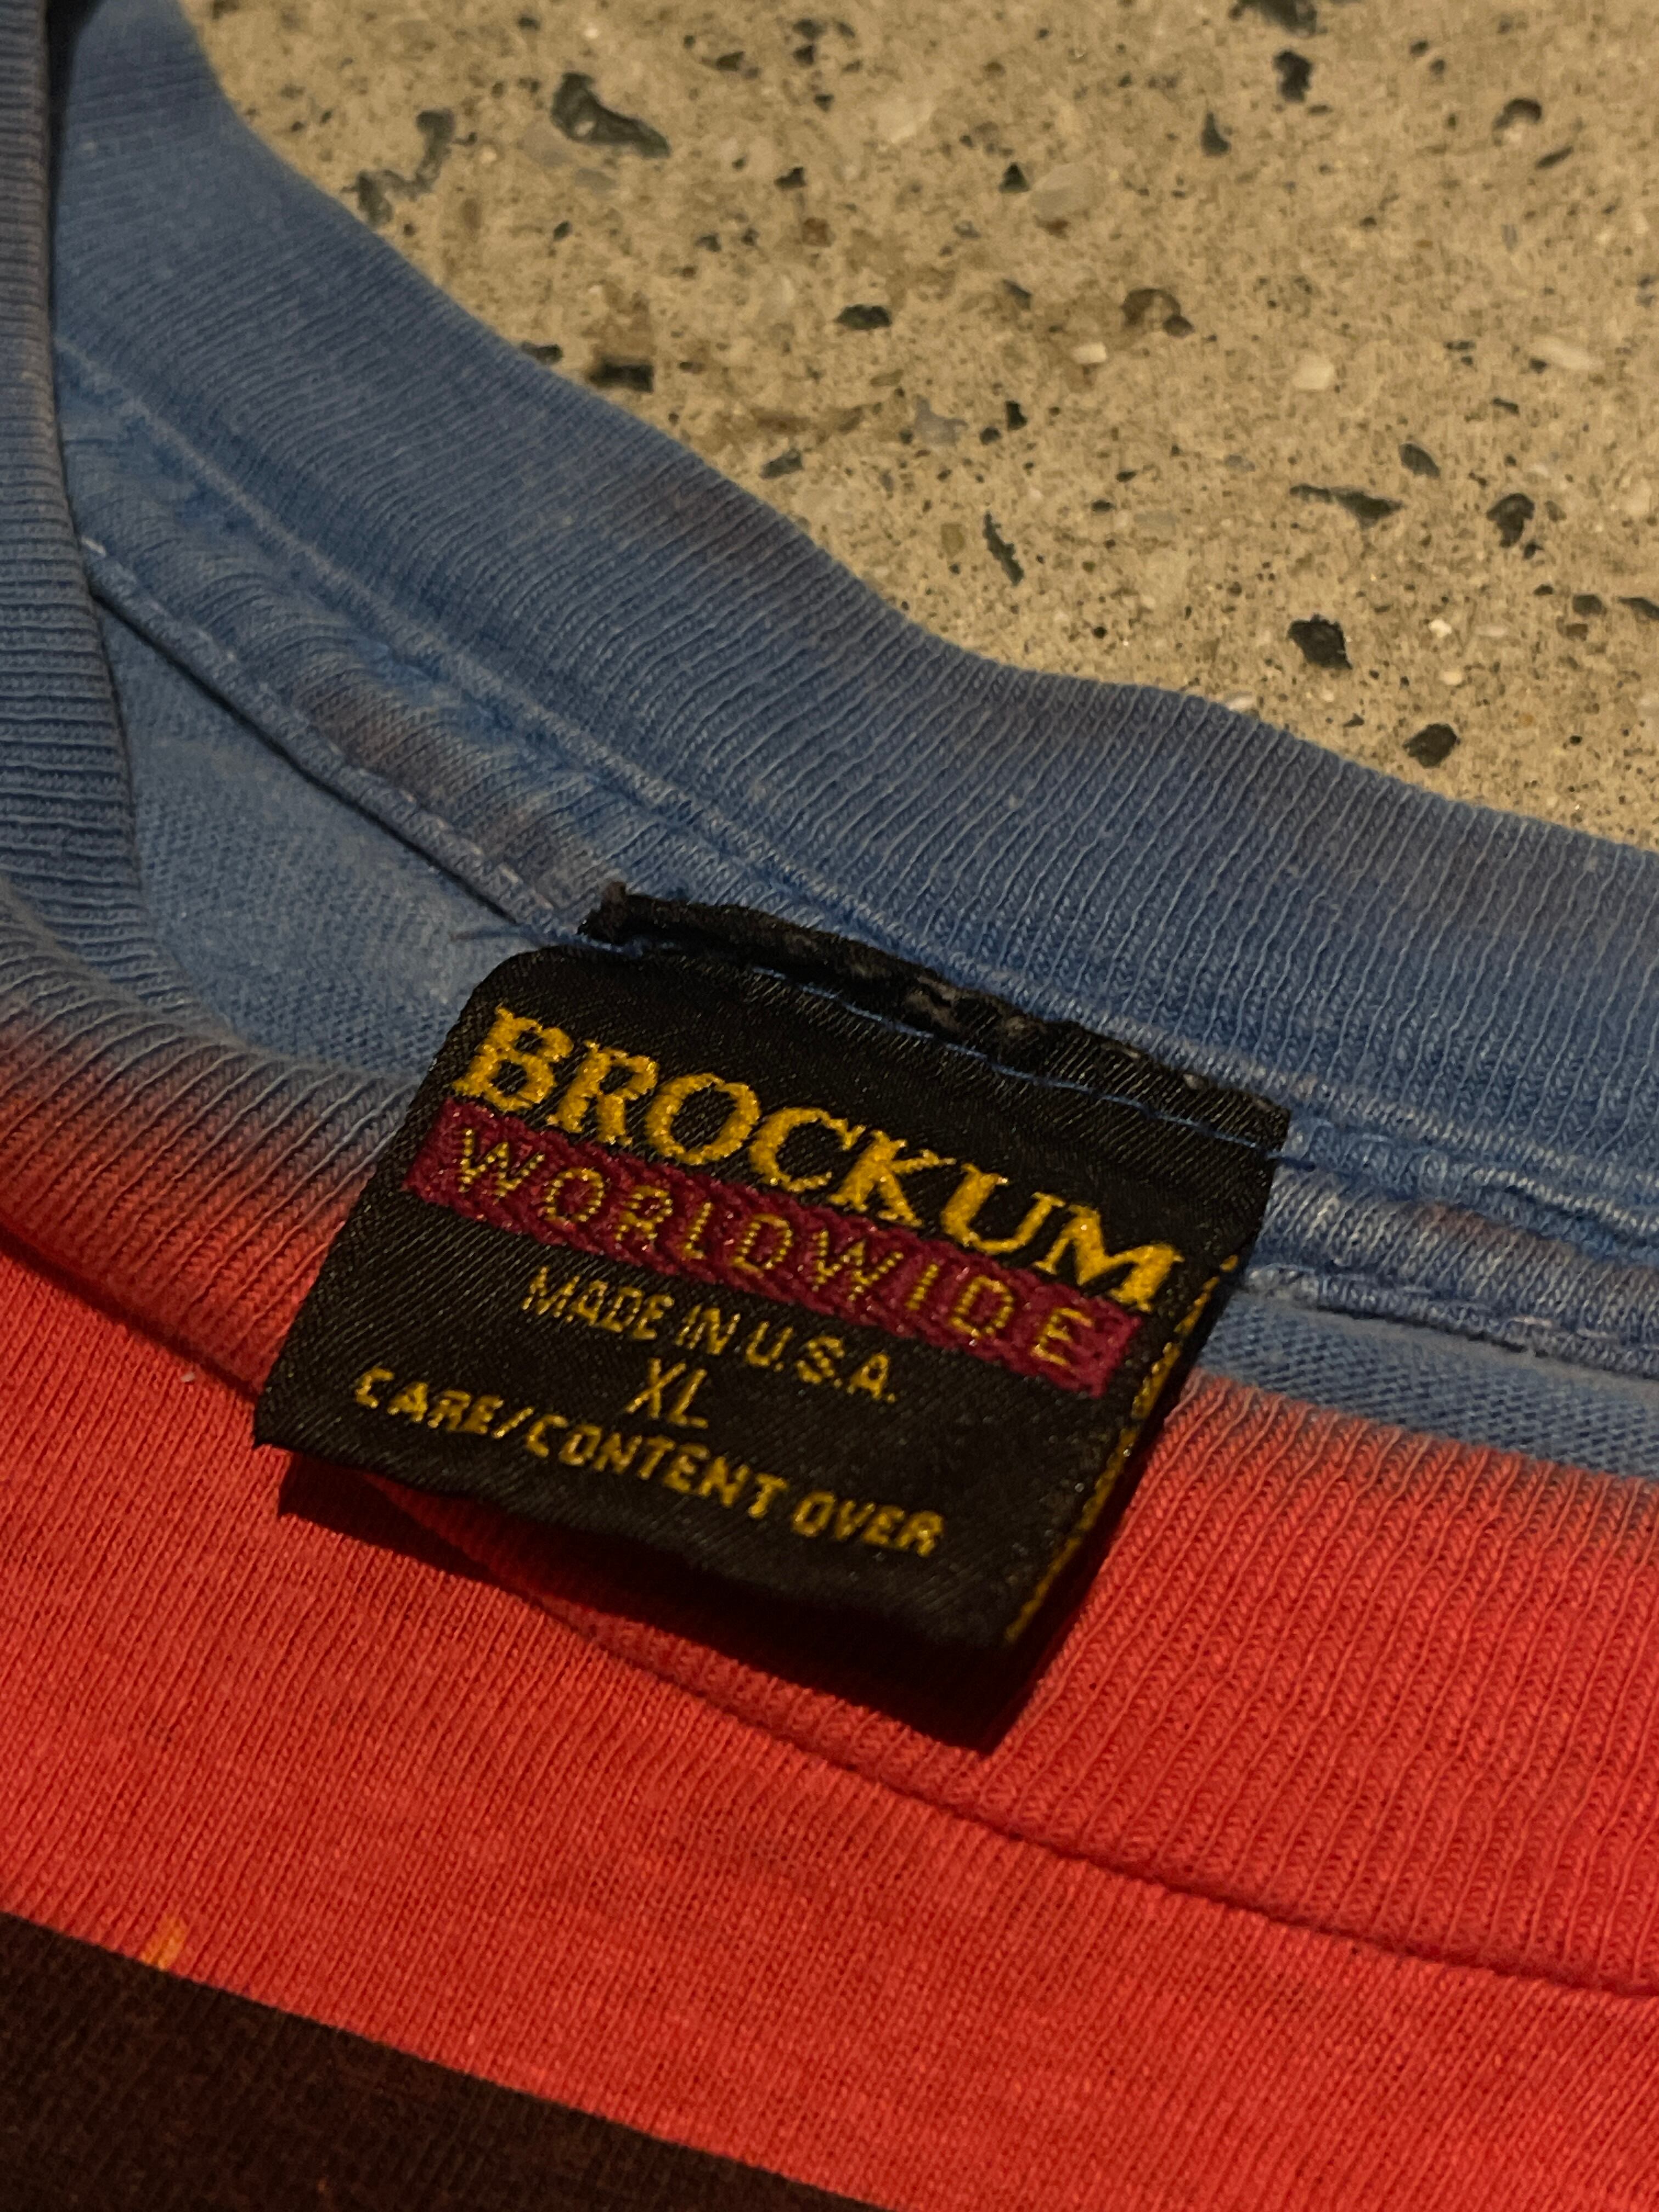 BROCKUM
WORLDWIDE
MADE IN U.S.A.
XL
CARE/CONTENT OVER